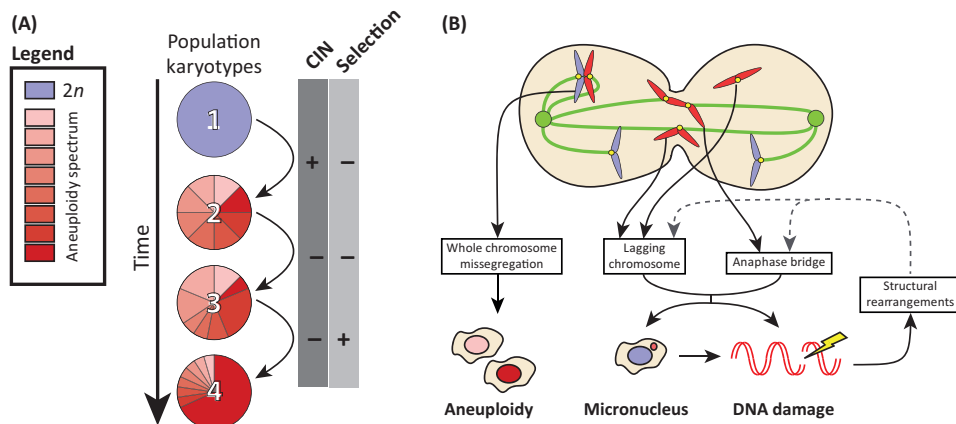 (A)
Legend
2n
Aneuploidy spectrum
Time
Population
karyotypes
CIN
Selection
1
+ –
2
– –
3
– +
4
(B)
Whole chromosome
missegregation
Lagging
chromosome
Anaphase bridge
Structural
rearrangements
Aneuploidy
Micronucleus
DNA damage